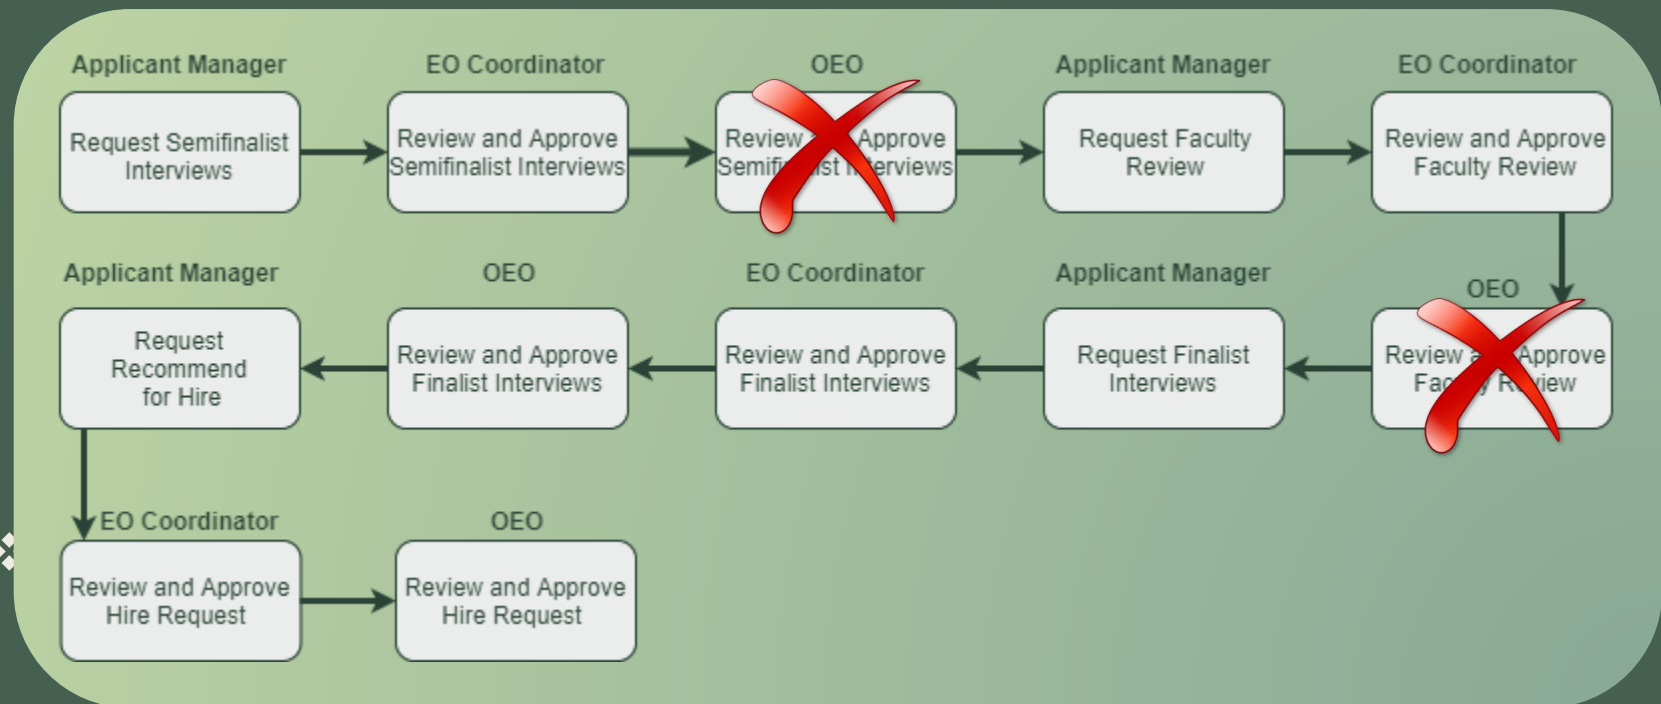 Applicant Manager
EO Coordinator
OEO
Applicant Manager
EO Coordinator
Request Semifinalist
Interviews
Review and Approve
Semifinalist Interviews
Review Approve
Request Faculty
Review
Review and Approve
Faculty Review
Applicant Manager
OEO
EO Coordinator
Applicant Manager
OEO
Request
Recommend
for Hire
Review and Approve
Finalist Interviews
Review and Approve
Finalist Interviews
Request Finalist
Interviews
Review Approve
EO Coordinator
OEO
Review and Approve
Hire Request
Review and Approve
Hire Request